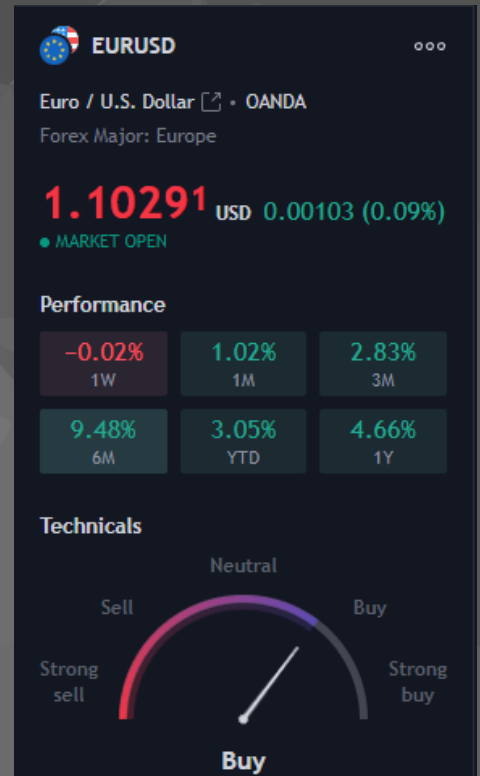 EURUSD
Euro / U.S. Dollar • OANDA
Forex Major: Europe
1.10291 USD 0.00103 (0.09%)
MARKET OPEN
Performance
−0.02% 1.02% 2.83%
1W 1M 3M
9.48% 3.05% 4.66%
6M YTD 1Y
Technicals
Neutral
Sell Buy
Strong sell Strong buy
Buy